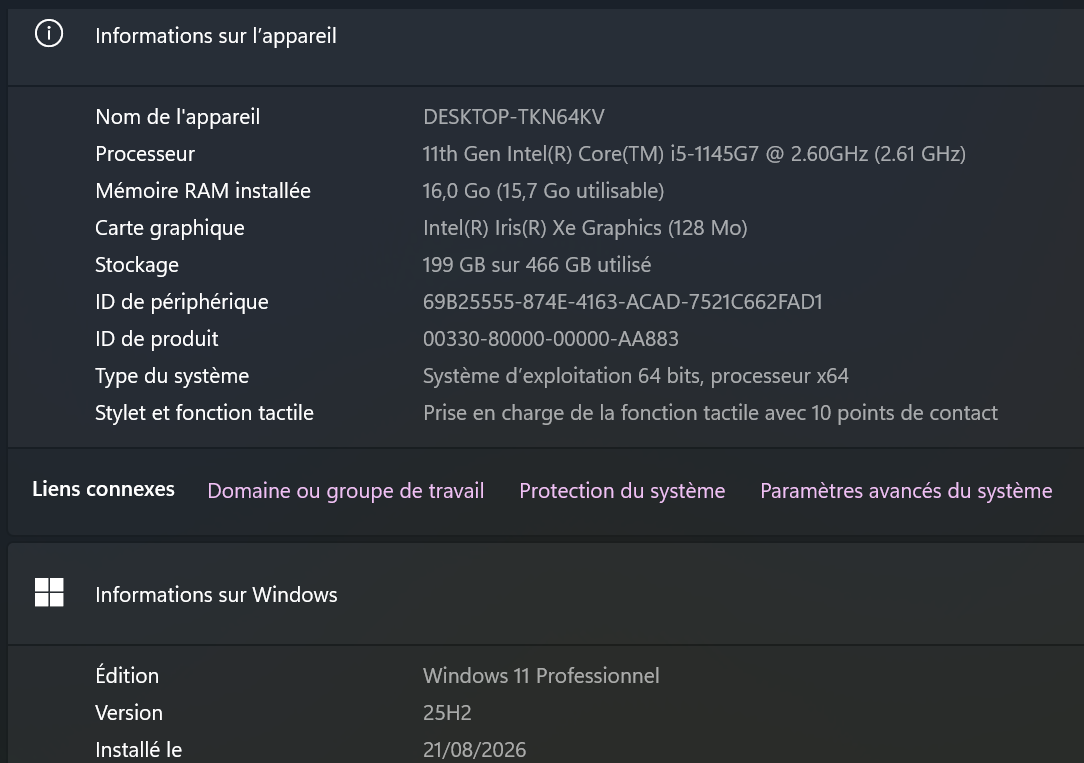 Informations sur l’appareil
Nom de l'appareil DESKTOP-TKN64KV
Processeur 11th Gen Intel(R) Core(TM) i5-1145G7 @ 2.60GHz (2.61 GHz)
Mémoire RAM installée 16,0 Go (15,7 Go utilisable)
Carte graphique Intel(R) Iris(R) Xe Graphics (128 Mo)
Stockage 199 GB sur 466 GB utilisé
ID de périphérique 69B25555-874E-4163-ACAD-7521C662FAD1
ID de produit 00330-80000-00000-AA883
Type du système Système d’exploitation 64 bits, processeur x64
Stylet et fonction tactile Prise en charge de la fonction tactile avec 10 points de contact
Liens connexes Domaine ou groupe de travail Protection du système Paramètres avancés du système
Informations sur Windows
Édition Windows 11 Professionnel
Version 25H2
Installé le 21/08/2026